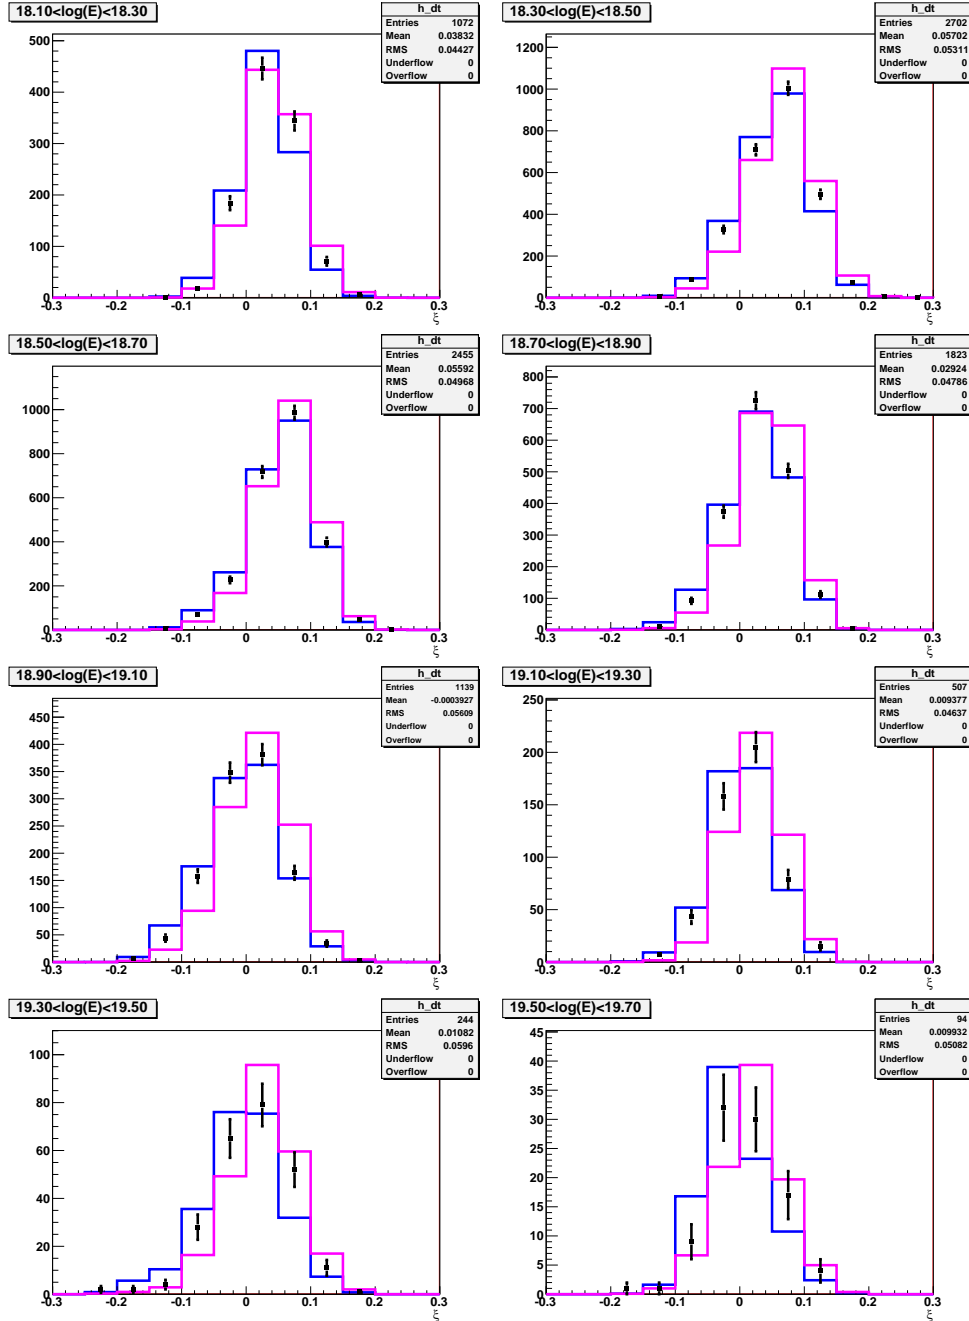 18.10<log(E)<18.30
h_dt
Entries 1072
Mean 0.03832
RMS 0.04427
Underflow 0
Overflow 0
500
400
300
200
100
0
-0.3 -0.2 -0.1 0 0.1 0.2 0.3
ξ
18.30<log(E)<18.50
h_dt
Entries 2702
Mean 0.05702
RMS 0.05311
Underflow 0
Overflow 0
1200
1000
800
600
400
200
0
-0.3 -0.2 -0.1 0 0.1 0.2 0.3
ξ
18.50<log(E)<18.70
h_dt
Entries 2455
Mean 0.05592
RMS 0.04968
Underflow 0
Overflow 0
1000
800
600
400
200
0
-0.3 -0.2 -0.1 0 0.1 0.2 0.3
ξ
18.70<log(E)<18.90
h_dt
Entries 1823
Mean 0.02924
RMS 0.04786
Underflow 0
Overflow 0
800
700
600
500
400
300
200
100
0
-0.3 -0.2 -0.1 0 0.1 0.2 0.3
ξ
18.90<log(E)<19.10
h_dt
Entries 1139
Mean -0.0003927
RMS 0.05609
Underflow 0
Overflow 0
450
400
350
300
250
200
150
100
50
0
-0.3 -0.2 -0.1 0 0.1 0.2 0.3
ξ
19.10<log(E)<19.30
h_dt
Entries 507
Mean 0.009377
RMS 0.04637
Underflow 0
Overflow 0
250
200
150
100
50
0
-0.3 -0.2 -0.1 0 0.1 0.2 0.3
ξ
19.30<log(E)<19.50
h_dt
Entries 244
Mean 0.01082
RMS 0.0596
Underflow 0
Overflow 0
100
80
60
40
20
0
-0.3 -0.2 -0.1 0 0.1 0.2 0.3
ξ
19.50<log(E)<19.70
h_dt
Entries 94
Mean 0.009932
RMS 0.05082
Underflow 0
Overflow 0
45
40
35
30
25
20
15
10
5
0
-0.3 -0.2 -0.1 0 0.1 0.2 0.3
ξ